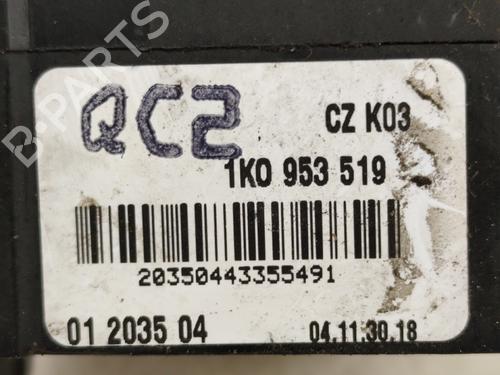 QC2
CZ K03
1K0 953 519
20350443355491
01 2035 04
04.11.30.18
B-PARTS